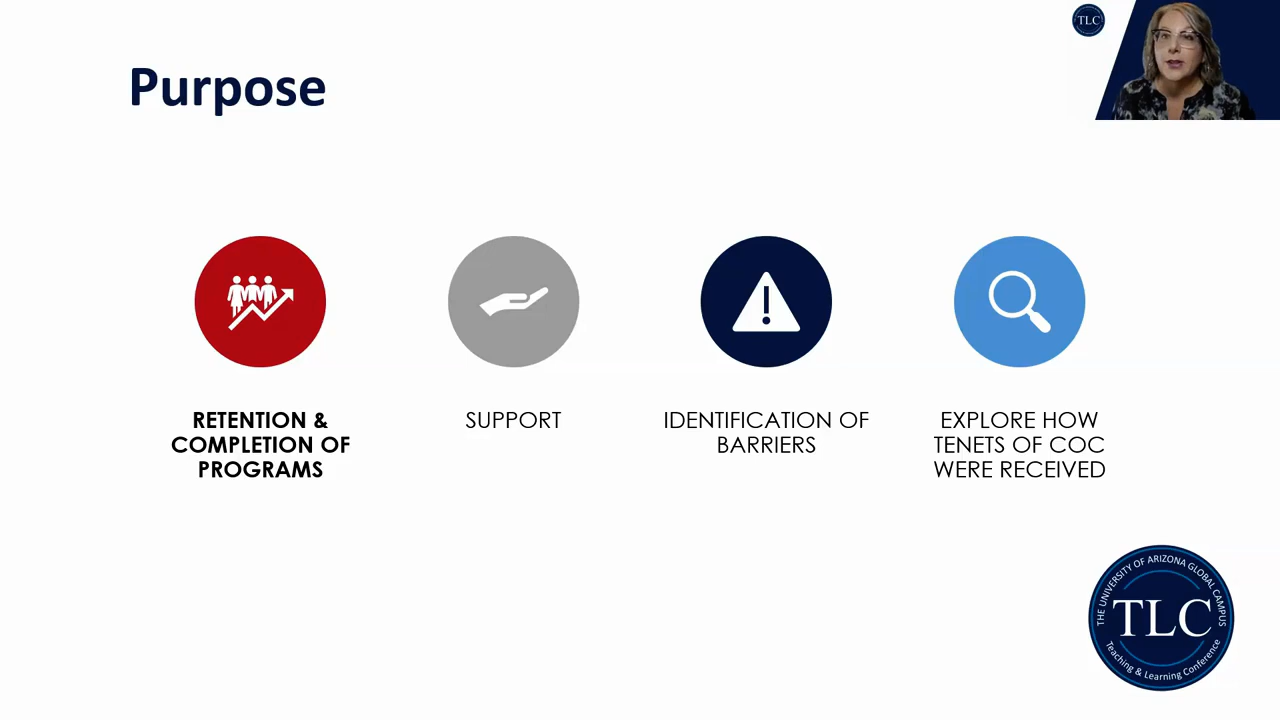 TLC
Purpose
RETENTION &
COMPLETION OF
PROGRAMS
SUPPORT
IDENTIFICATION OF
BARRIERS
EXPLORE HOW
TENETS OF COC
WERE RECEIVED
THE UNIVERSITY OF ARIZONA GLOBAL CAMPUS
TLC
Teaching & Learning Conference